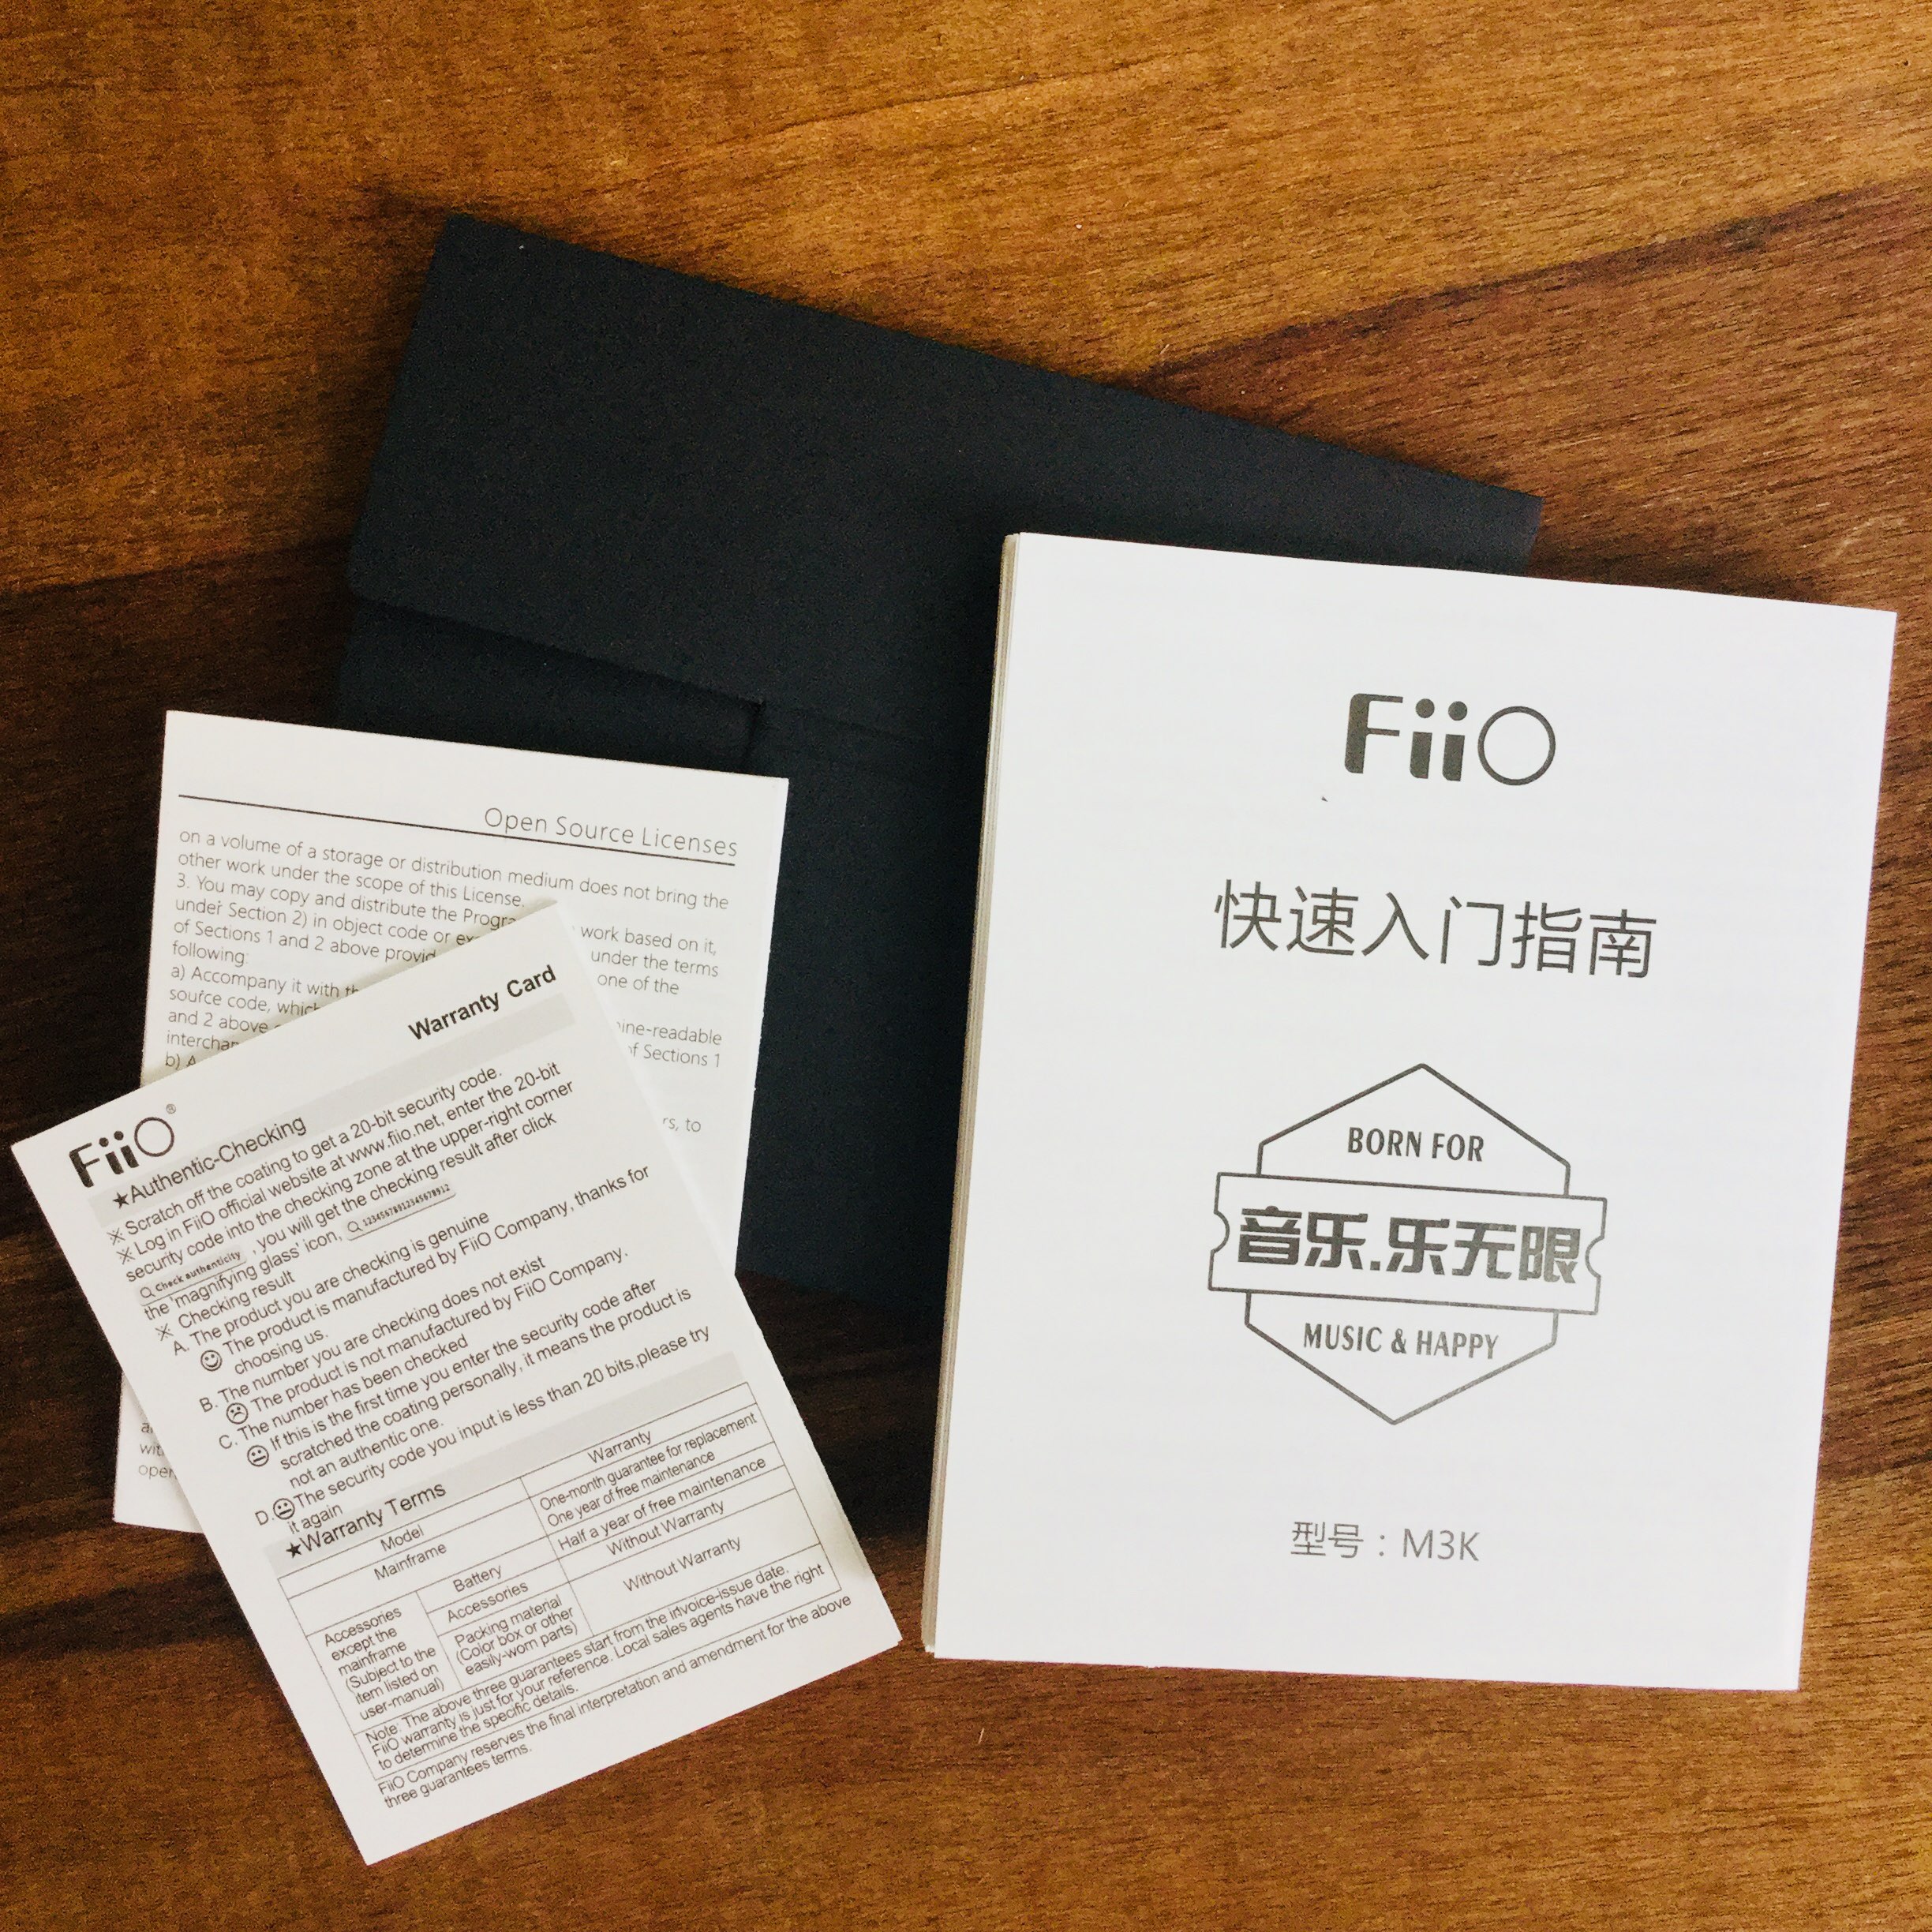 Open Source Licenses
on a volume of a storage or distribution medium does not bring the
other work under the scope of this License.
3. You may copy and distribute the work based on it,
under Section 2) in object code or under the terms
of Sections 1 and 2 above one of the
following:
a) Accompany it with
source code,
and 2 above
of Sections 1
b)
to
FiiO®
Warranty Card
★Authentic-Checking
※ Scratch off the coating to get a 20-bit security code.
※ Log in FiiO official website at www.fiio.net, enter the 20-bit
security code into the checking zone at the upper-right corner
Check authenticity , you will get the checking result after click
the 'magnifying glass' icon, 12345678912345678912
※ Checking result
A. The product you are checking is genuine
The product is manufactured by FiiO Company, thanks for
choosing us.
B. The number you are checking does not exist
The product is not manufactured by FiiO Company.
C. The number has been checked
If this is the first time you enter the security code after
scratched the coating personally, it means the product is
not an authentic one.
D. The security code you input is less than 20 bits,please try
it again
★Warranty Terms
Model
Warranty
Mainframe
One-month guarantee for replacement
One year of free maintenance
Accessories
except the
mainframe
(Subject to the
item listed on
user-manual)
Battery
Half a year of free maintenance
Accessories
Without Warranty
Packing material
(Color box or other
easily-worn parts)
Without Warranty
Note: The above three guarantees start from the invoice-issue date.
FiiO warranty is just for your reference. Local sales agents have the right
to determine the specific details.
FiiO Company reserves the final interpretation and amendment for the above
three guarantees terms.
FiiO
快速入门指南
BORN FOR
音乐.乐无限
MUSIC & HAPPY
型号：M3K